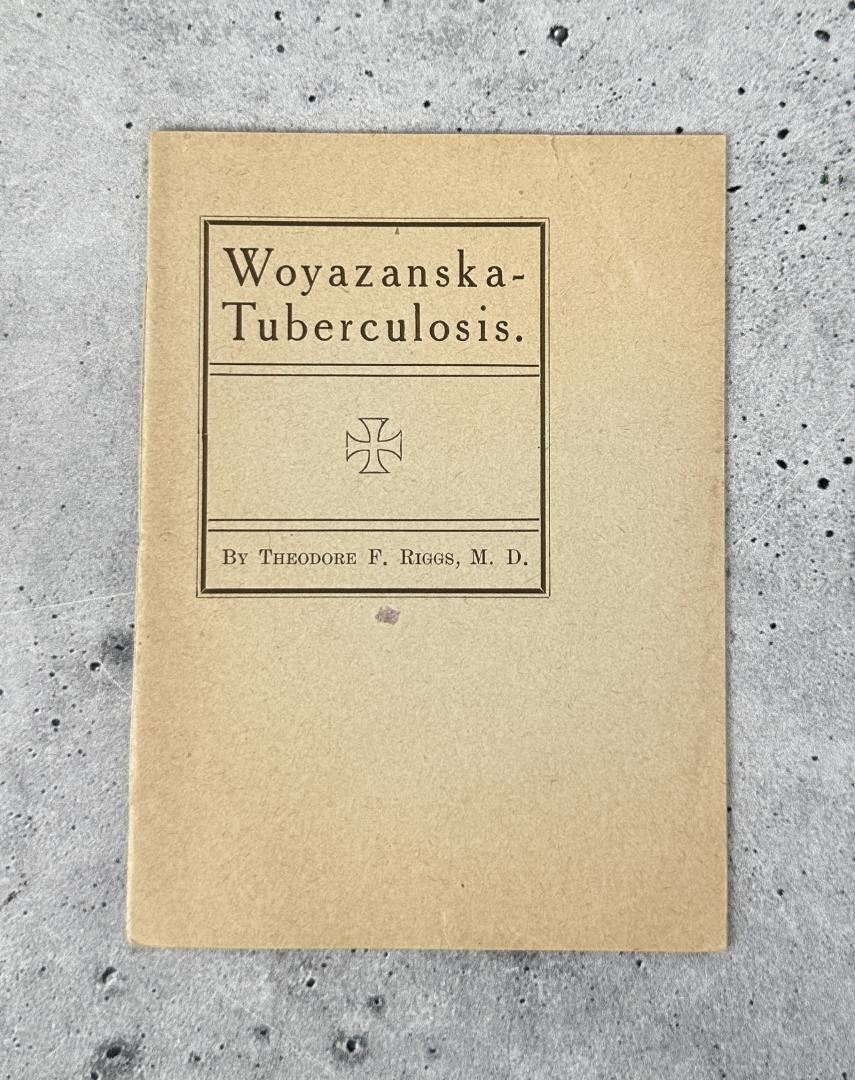 Woyazanska-
Tuberculosis.
By Theodore F. Riggs, M. D.